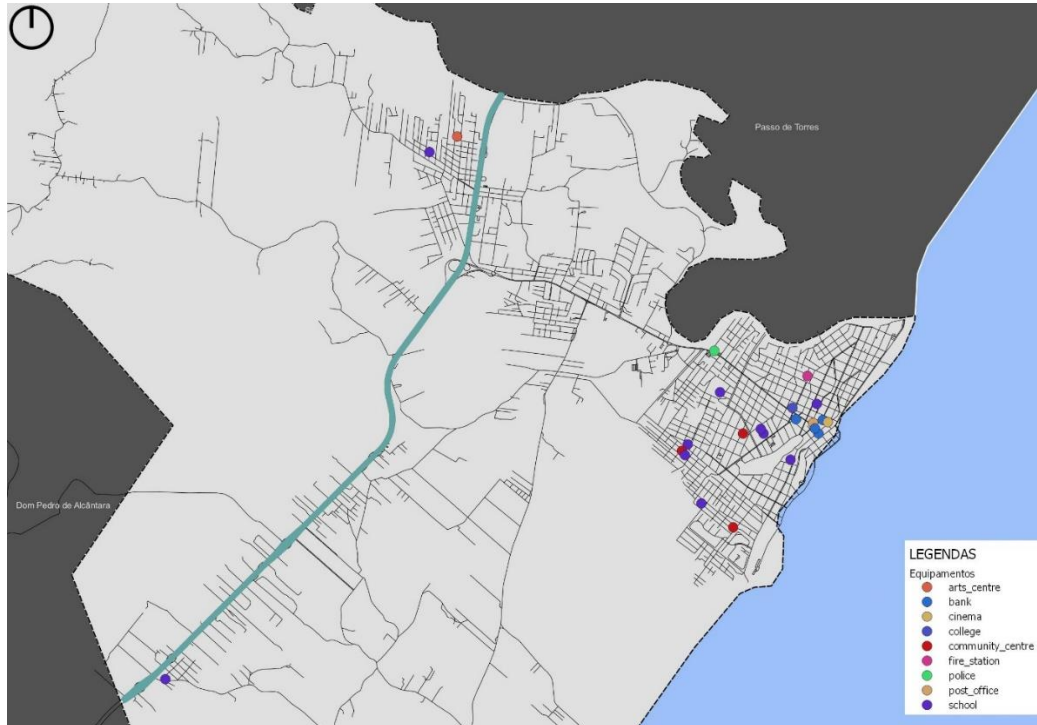 Passo de Torres
Dom Pedro de Alcântara
LEGENDAS
Equipamentos
arts_centre
bank
cinema
college
community_centre
fire_station
police
post_office
school